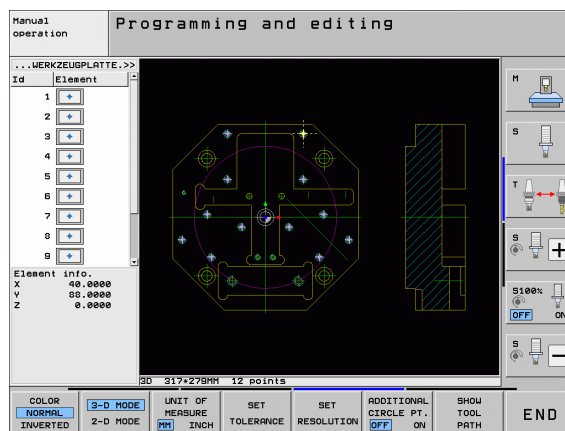 Manual
operation
Programming and editing
...WERKZEUGPLATTE.>>
Id Element
1
2
3
4
5
6
7
8
9
Element info.
X 40.0000
Y 88.0000
Z 0.0000
3D 317*279MM 12 points
M
S
T
S
+
S100%
OFF ON
S
−
COLOR
NORMAL
INVERTED
3-D MODE
2-D MODE
UNIT OF
MEASURE
MM INCH
SET
TOLERANCE
SET
RESOLUTION
ADDITIONAL
CIRCLE PT.
OFF ON
SHOW
TOOL
PATH
END